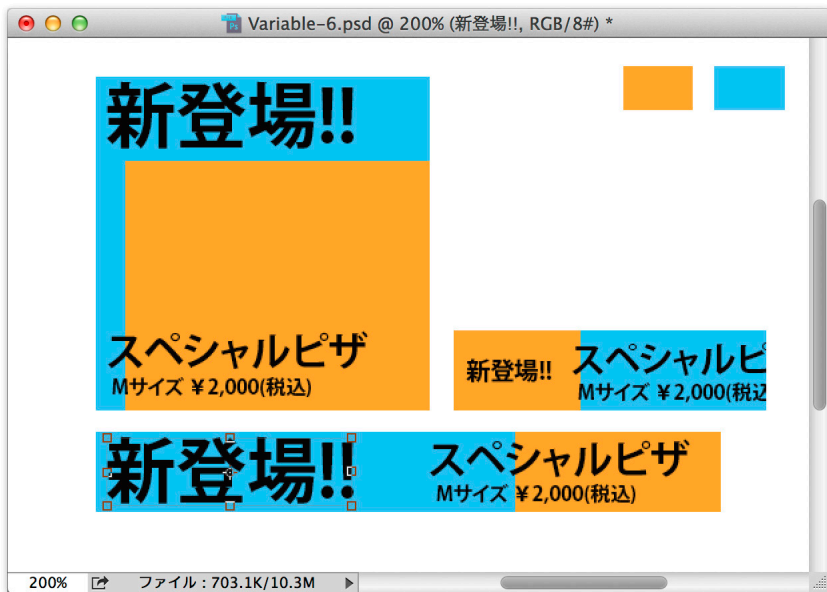 Variable-6.psd @ 200% (新登場!!, RGB/8#) *
新登場!!
スペシャルピザ
Mサイズ ¥2,000(税込)
新登場!!
スペシャルピ
Mサイズ ¥2,000(税込
新登場!!
スペシャルピザ
Mサイズ ¥2,000(税込)
200%
ファイル : 703.1K/10.3M